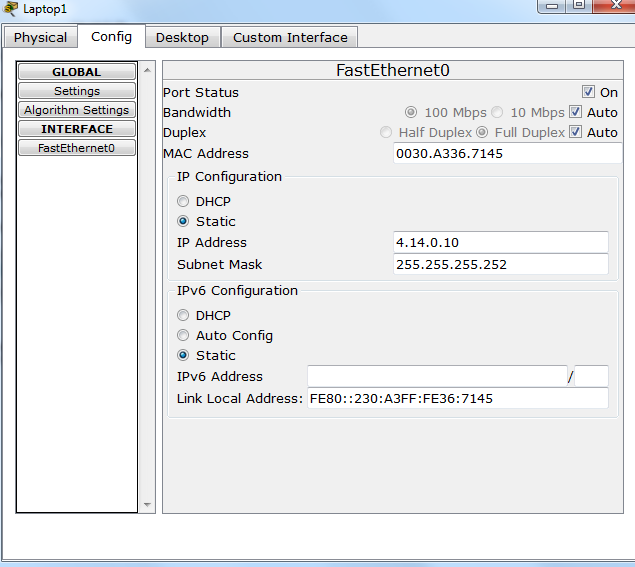 Laptop1
Physical Config Desktop Custom Interface
GLOBAL
Settings
Algorithm Settings
INTERFACE
FastEthernet0
FastEthernet0
Port Status On
Bandwidth 100 Mbps 10 Mbps Auto
Duplex Half Duplex Full Duplex Auto
MAC Address 0030.A336.7145
IP Configuration
DHCP
Static
IP Address 4.14.0.10
Subnet Mask 255.255.255.252
IPv6 Configuration
DHCP
Auto Config
Static
IPv6 Address /
Link Local Address: FE80::230:A3FF:FE36:7145